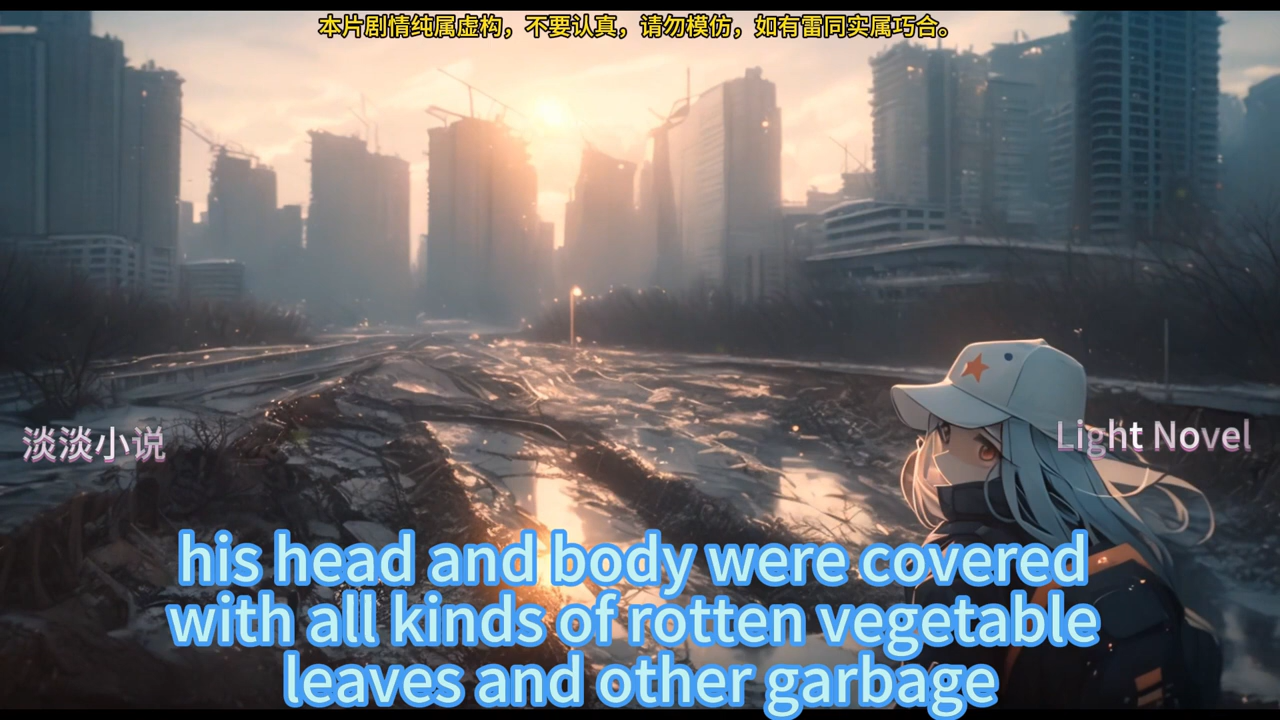 本片剧情纯属虚构，不要认真，请勿模仿，如有雷同实属巧合。
淡淡小说
Light Novel
his head and body were covered
with all kinds of rotten vegetable
leaves and other garbage